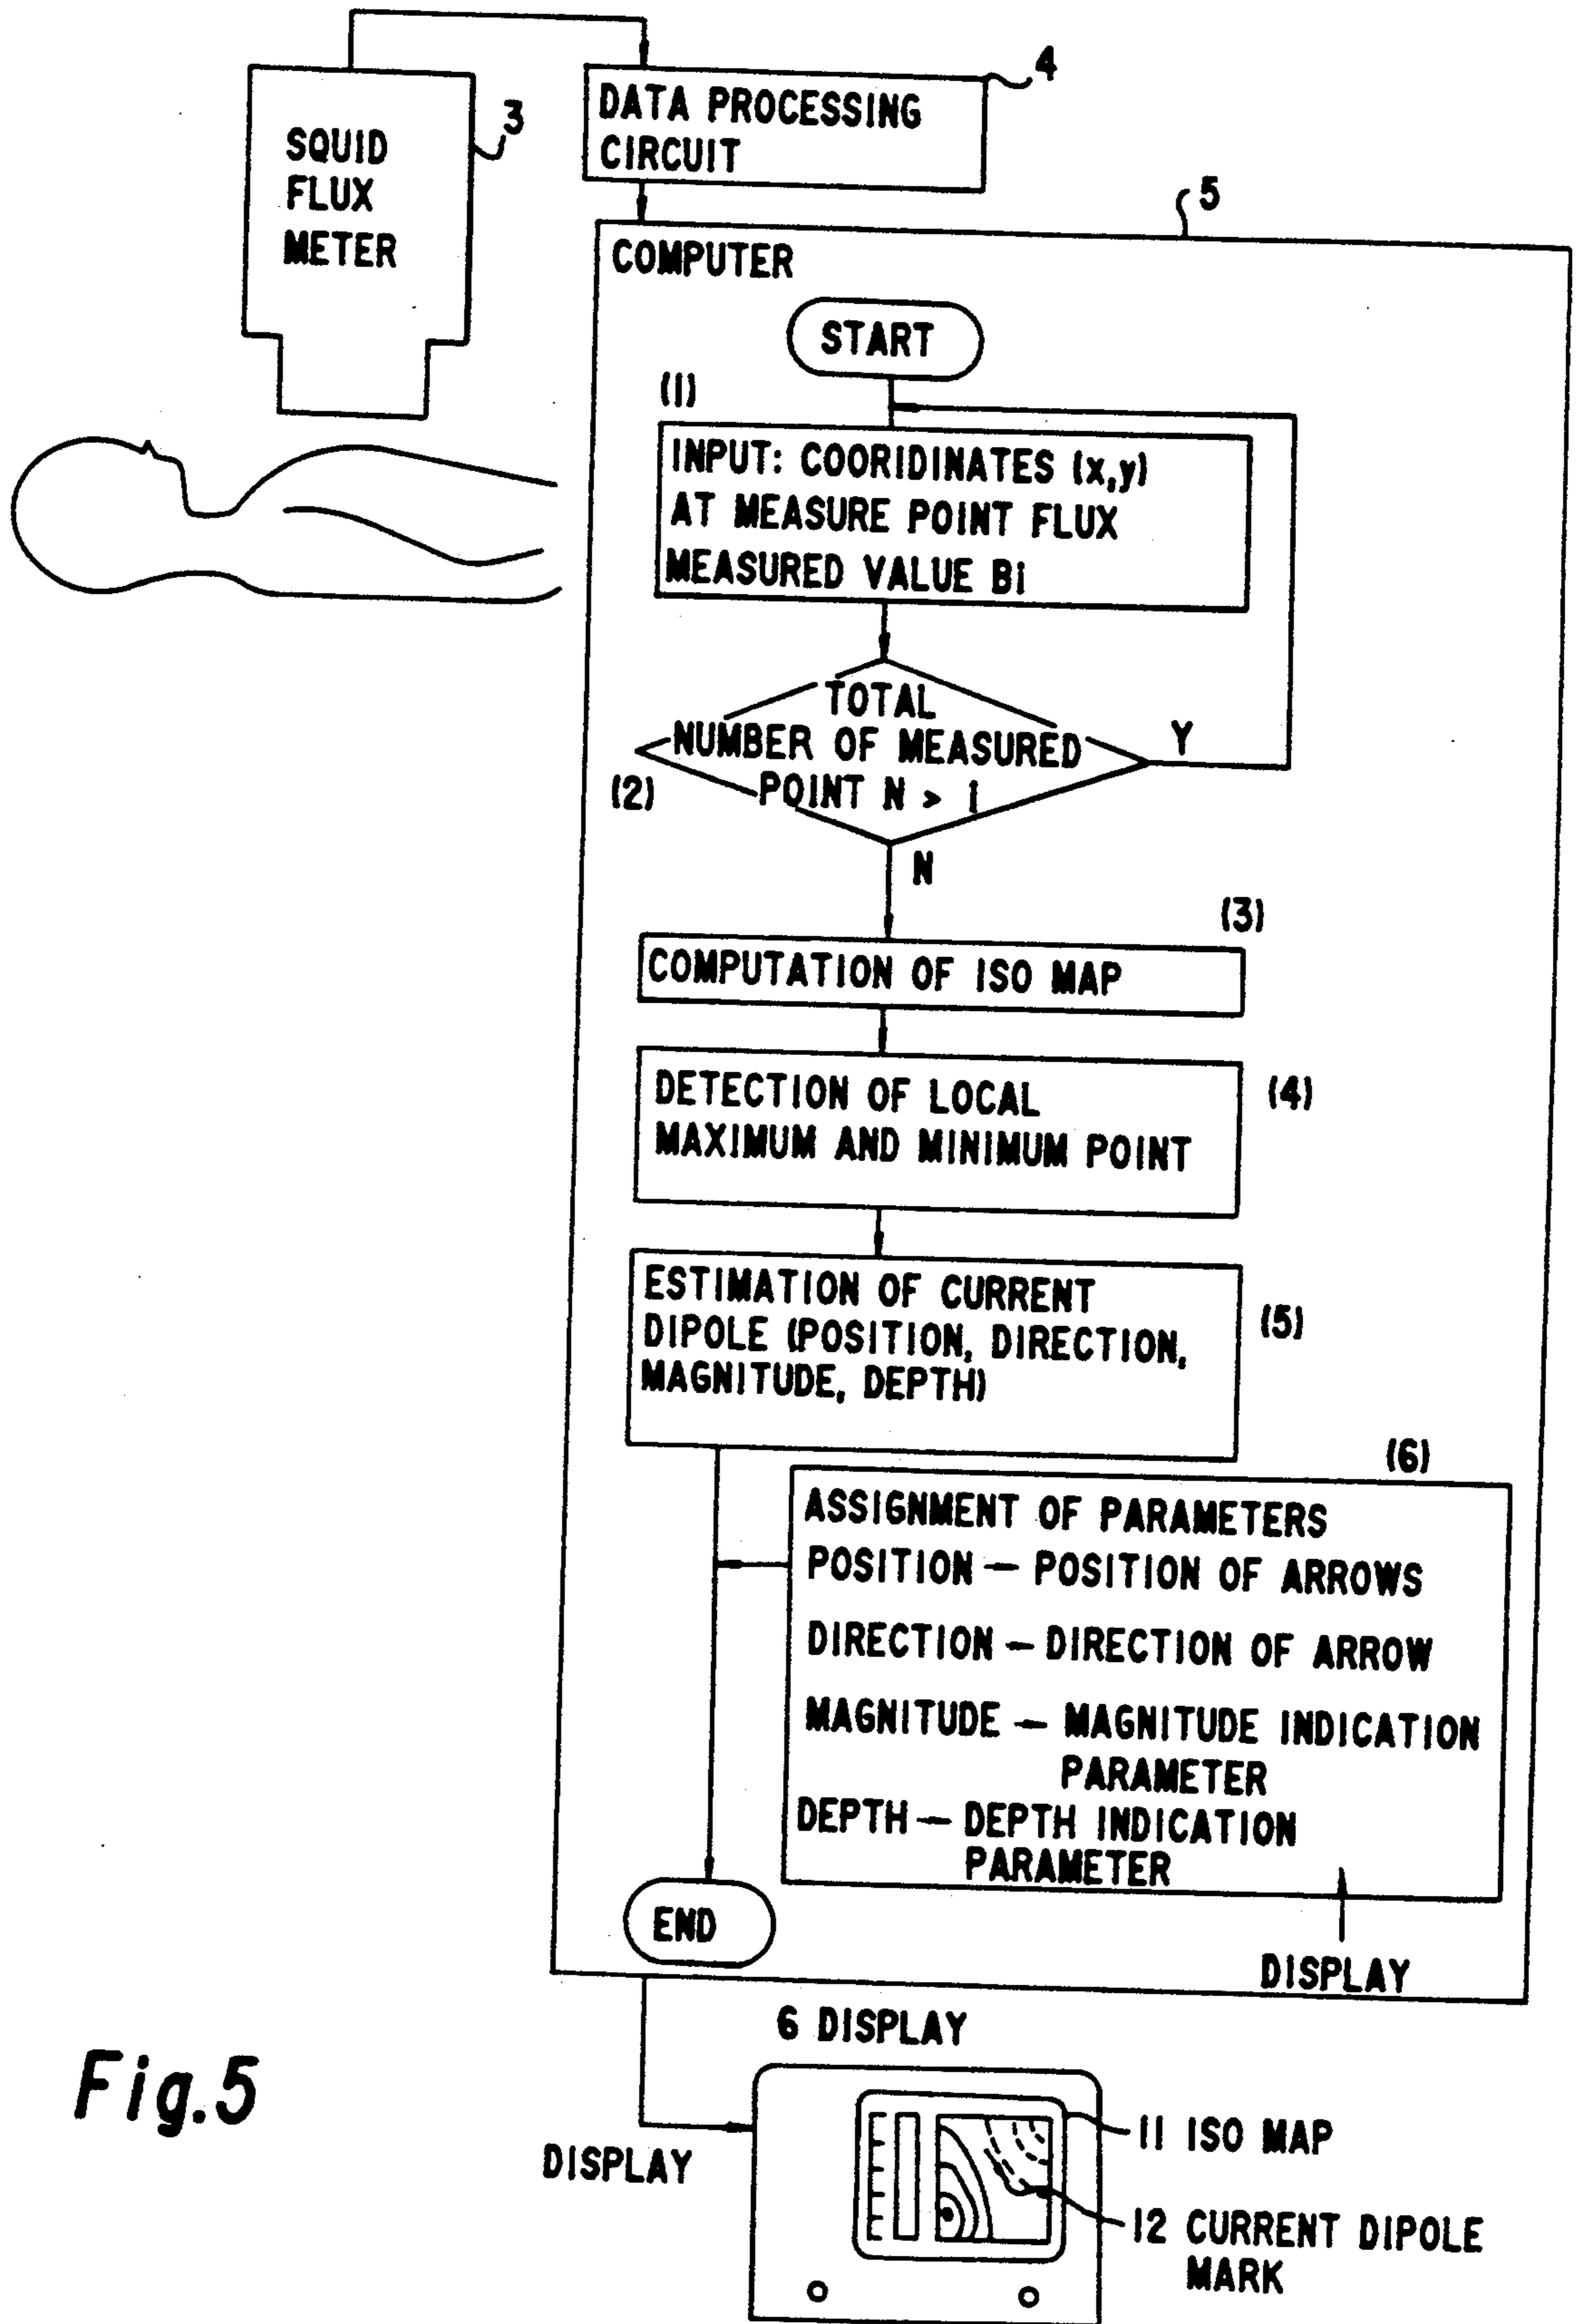 SQUID
FLUX
METER
3
DATA PROCESSING
CIRCUIT
4
5
COMPUTER
START
(1)
INPUT: COORIDINATES (x,y)
AT MEASURE POINT FLUX
MEASURED VALUE Bi
TOTAL
NUMBER OF MEASURED
POINT N > i
Y
(2)
N
(3)
COMPUTATION OF ISO MAP
DETECTION OF LOCAL
MAXIMUM AND MINIMUM POINT
(4)
ESTIMATION OF CURRENT
DIPOLE (POSITION, DIRECTION,
MAGNITUDE, DEPTH)
(5)
(6)
ASSIGNMENT OF PARAMETERS
POSITION — POSITION OF ARROWS
DIRECTION — DIRECTION OF ARROW
MAGNITUDE — MAGNITUDE INDICATION
PARAMETER
DEPTH — DEPTH INDICATION
PARAMETER
END
DISPLAY
6 DISPLAY
Fig.5
DISPLAY
11 ISO MAP
12 CURRENT DIPOLE
MARK